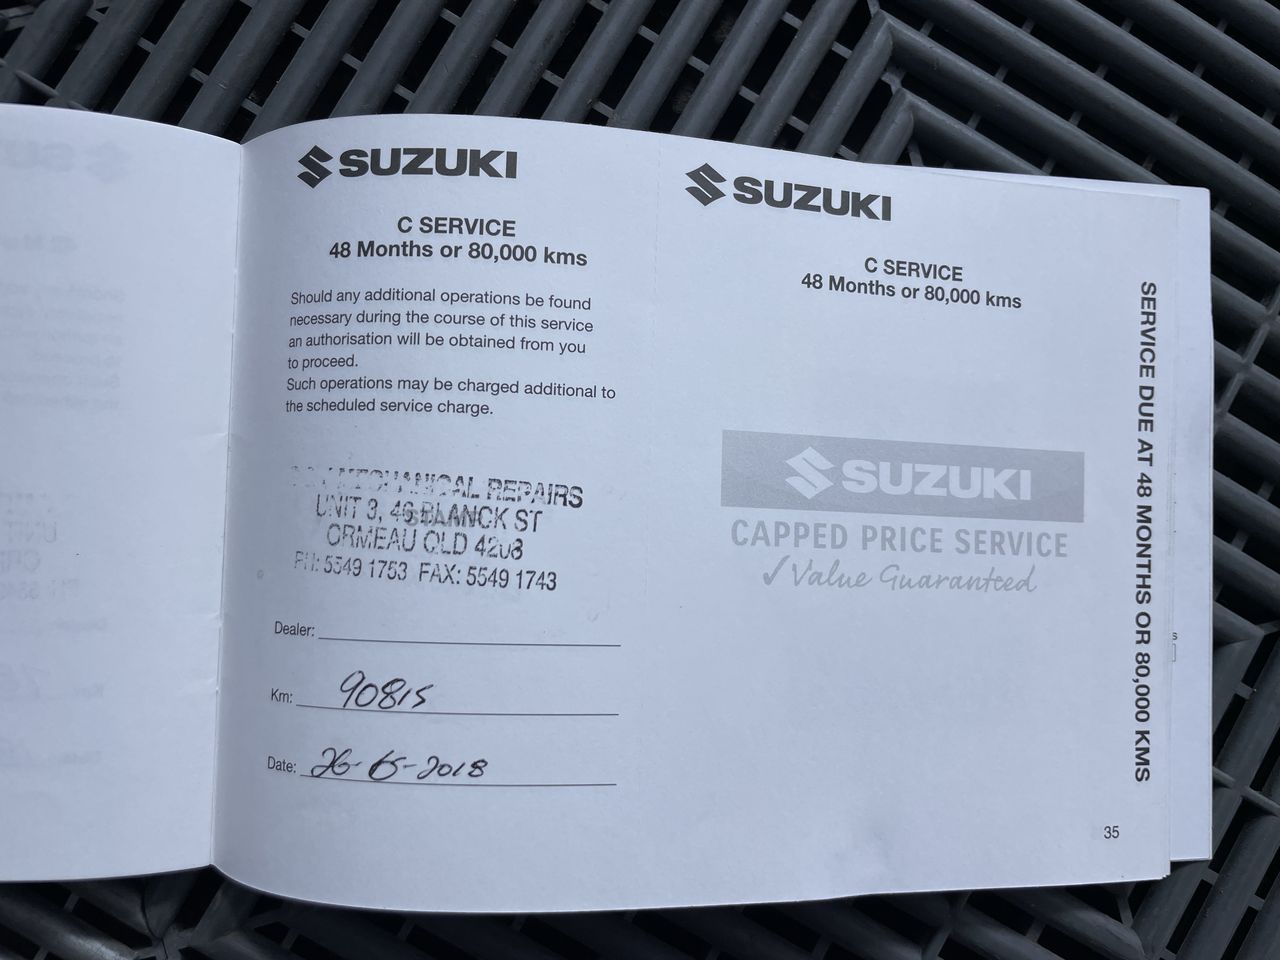 SUZUKI
C SERVICE
48 Months or 80,000 kms
Should any additional operations be found
necessary during the course of this service
an authorisation will be obtained from you
to proceed.
Such operations may be charged additional to
the scheduled service charge.
MECHANICAL REPAIRS
UNIT 3, 46 BLANCK ST
ORMEAU QLD 4208
PH: 5549 1753 FAX: 5549 1743
Dealer:
Km: 90815
Date: 26- -2018
SUZUKI
C SERVICE
48 Months or 80,000 kms
SUZUKI
CAPPED PRICE SERVICE
✓Value Guaranteed
SERVICE DUE AT 48 MONTHS OR 80,000 KMS
35